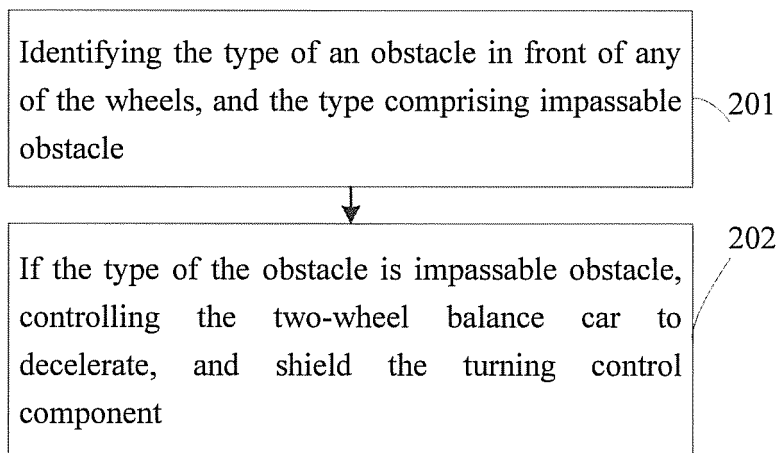 Identifying the type of an obstacle in front of any
of the wheels, and the type comprising impassable
obstacle
201
If the type of the obstacle is impassable obstacle,
controlling the two-wheel balance car to
decelerate, and shield the turning control
component
202